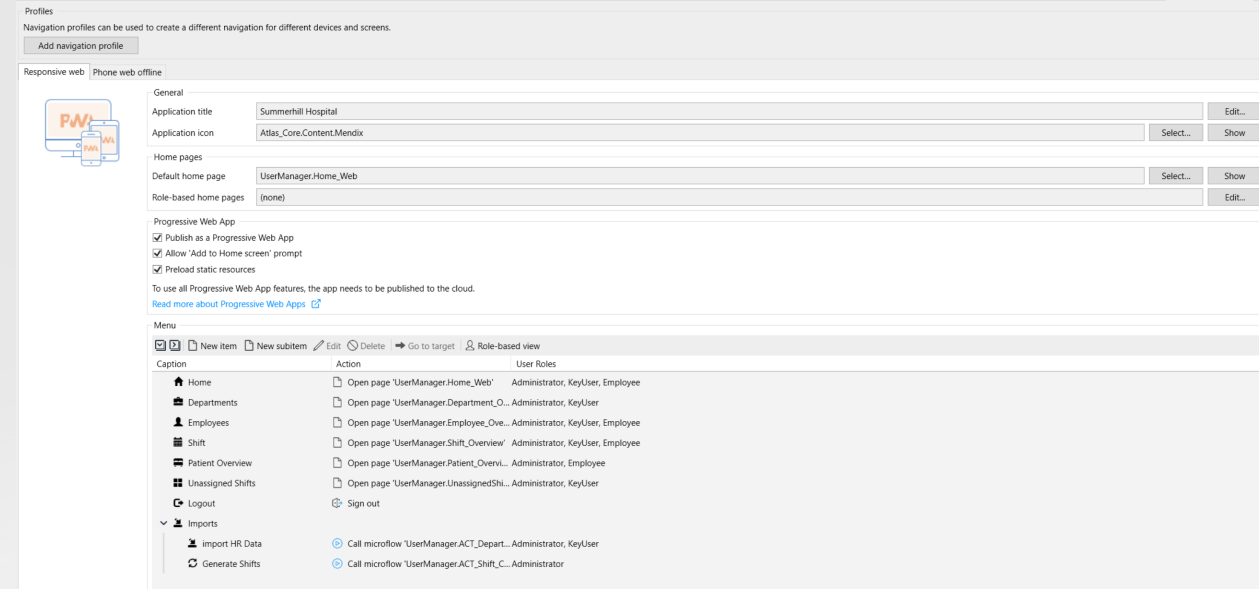 Profiles
Navigation profiles can be used to create a different navigation for different devices and screens.
Add navigation profile
Responsive web Phone web offline
PWA
WA
PWA
General
Application title Summerhill Hospital Edit...
Application icon Atlas_Core.Content.Mendix Select... Show
Home pages
Default home page UserManager.Home_Web Select... Show
Role-based home pages (none) Edit...
Progressive Web App
Publish as a Progressive Web App
Allow 'Add to Home screen' prompt
Preload static resources
To use all Progressive Web App features, the app needs to be published to the cloud.
Read more about Progressive Web Apps
Menu
New item New subitem Edit Delete Go to target Role-based view
Caption Action User Roles
Home Open page 'UserManager.Home_Web' Administrator, KeyUser, Employee
Departments Open page 'UserManager.Department_O... Administrator, KeyUser
Employees Open page 'UserManager.Employee_Ove... Administrator, KeyUser, Employee
Shift Open page 'UserManager.Shift_Overview' Administrator, KeyUser, Employee
Patient Overview Open page 'UserManager.Patient_Overvi... Administrator, Employee
Unassigned Shifts Open page 'UserManager.UnassignedShi... Administrator, KeyUser
Logout Sign out
Imports
import HR Data Call microflow 'UserManager.ACT_Depart... Administrator, KeyUser
Generate Shifts Call microflow 'UserManager.ACT_Shift_C... Administrator